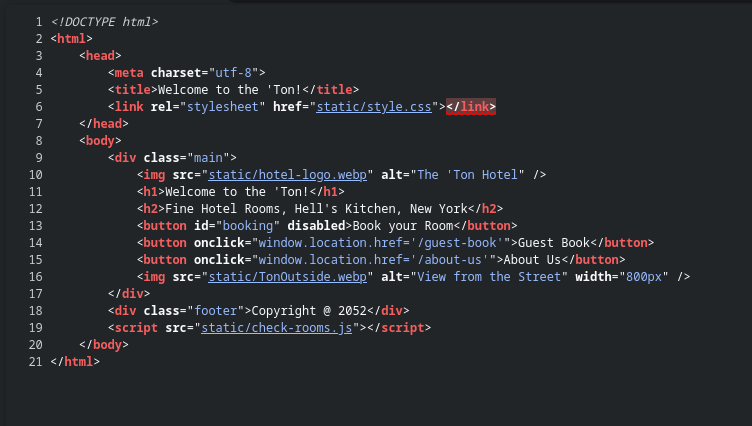 1 <!DOCTYPE html>
2 <html>
3     <head>
4         <meta charset="utf-8">
5         <title>Welcome to the 'Ton!</title>
6         <link rel="stylesheet" href="static/style.css"></link>
7     </head>
8     <body>
9         <div class="main">
10             <img src="static/hotel-logo.webp" alt="The 'Ton Hotel" />
11             <h1>Welcome to the 'Ton!</h1>
12             <h2>Fine Hotel Rooms, Hell's Kitchen, New York</h2>
13             <button id="booking" disabled>Book your Room</button>
14             <button onclick="window.location.href='/guest-book'">Guest Book</button>
15             <button onclick="window.location.href='/about-us'">About Us</button>
16             <img src="static/TonOutside.webp" alt="View from the Street" width="800px" />
17         </div>
18         <div class="footer">Copyright @ 2052</div>
19         <script src="static/check-rooms.js"></script>
20     </body>
21 </html>